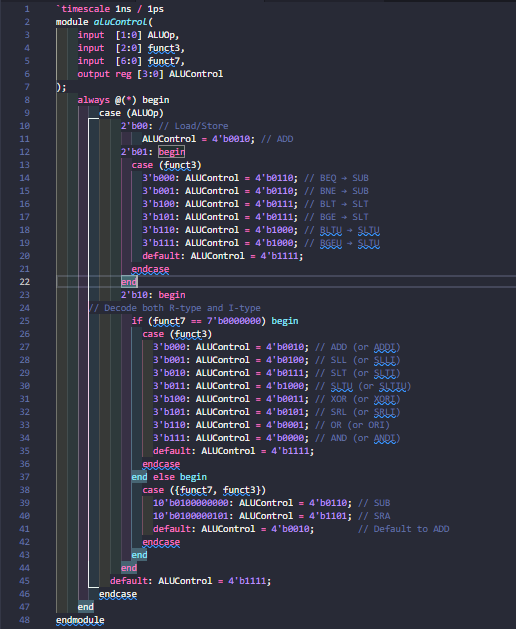 1 `timescale 1ns / 1ps
2 module aLuControl(
3 input [1:0] ALUOp,
4 input [2:0] funct3,
5 input [6:0] funct7,
6 output reg [3:0] ALUControl
7 );
8 always @(*) begin
9 case (ALUOp)
10 2'b00: // Load/Store
11 ALUControl = 4'b0010; // ADD
12 2'b01: begin
13 case (funct3)
14 3'b000: ALUControl = 4'b0110; // BEQ → SUB
15 3'b001: ALUControl = 4'b0110; // BNE → SUB
16 3'b100: ALUControl = 4'b0111; // BLT → SLT
17 3'b101: ALUControl = 4'b0111; // BGE → SLT
18 3'b110: ALUControl = 4'b1000; // BLTU → SLTU
19 3'b111: ALUControl = 4'b1000; // BGEU → SLTU
20 default: ALUControl = 4'b1111;
21 endcase
22 end
23 2'b10: begin
24 // Decode both R-type and I-type
25 if (funct7 == 7'b0000000) begin
26 case (funct3)
27 3'b000: ALUControl = 4'b0010; // ADD (or ADDI)
28 3'b001: ALUControl = 4'b0100; // SLL (or SLLI)
29 3'b010: ALUControl = 4'b0111; // SLT (or SLTI)
30 3'b011: ALUControl = 4'b1000; // SLTU (or SLTIU)
31 3'b100: ALUControl = 4'b0011; // XOR (or XORI)
32 3'b101: ALUControl = 4'b0101; // SRL (or SRLI)
33 3'b110: ALUControl = 4'b0001; // OR (or ORI)
34 3'b111: ALUControl = 4'b0000; // AND (or ANDI)
35 default: ALUControl = 4'b1111;
36 endcase
37 end else begin
38 case ({funct7, funct3})
39 10'b0100000000: ALUControl = 4'b0110; // SUB
40 10'b0100000101: ALUControl = 4'b1101; // SRA
41 default: ALUControl = 4'b0010; // Default to ADD
42 endcase
43 end
44 end
45 default: ALUControl = 4'b1111;
46 endcase
47 end
48 endmodule